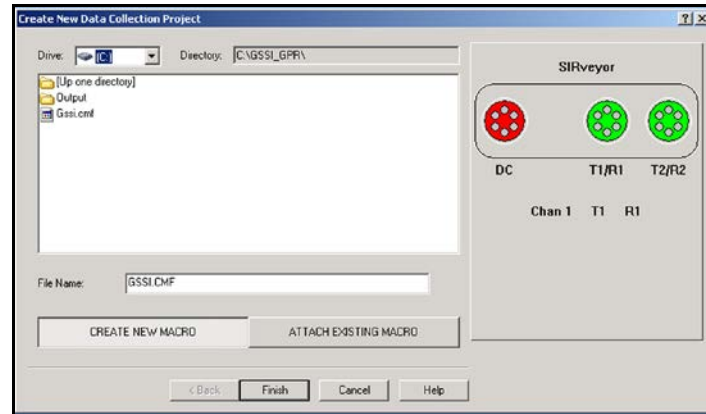 Create New Data Collection Project
Drive: [C:] Directory: C:\GSSI_GPR\
[Up one directory]
Output
Gssi.cmf
File Name: GSSI.CMF
CREATE NEW MACRO ATTACH EXISTING MACRO
< Back Finish Cancel Help
SIRveyor
DC T1/R1 T2/R2
Chan 1 T1 R1